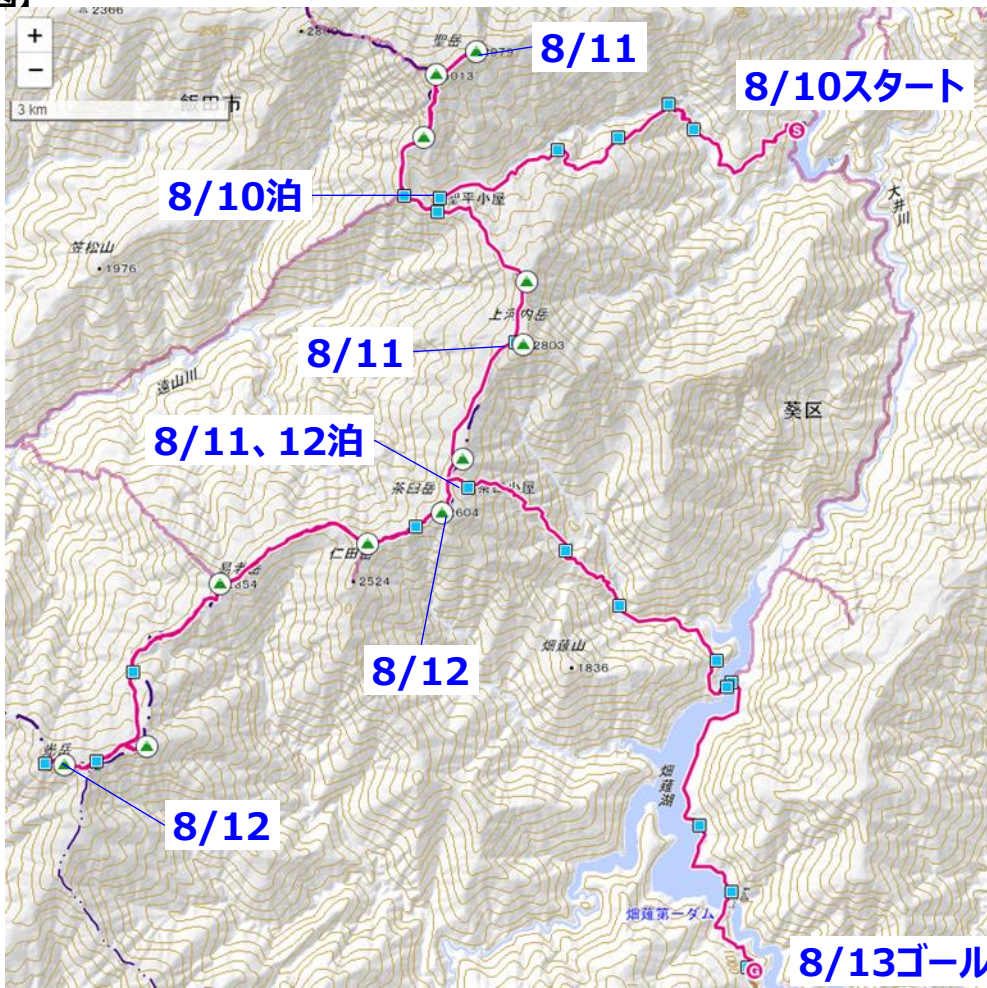 2366
+
−
3 km
飯田市
聖岳
2979
3013
8/11
8/10スタート
S
8/10泊
聖平小屋
大井川
笠松山
1976
上河内岳
2803
8/11
遠山川
葵区
8/11、12泊
茶臼岳
茶臼小屋
2604
仁田岳
2524
易老岳
2354
8/12
畑薙山
1836
光岳
畑薙湖
8/12
畑薙第一ダム
8/13ゴール
G